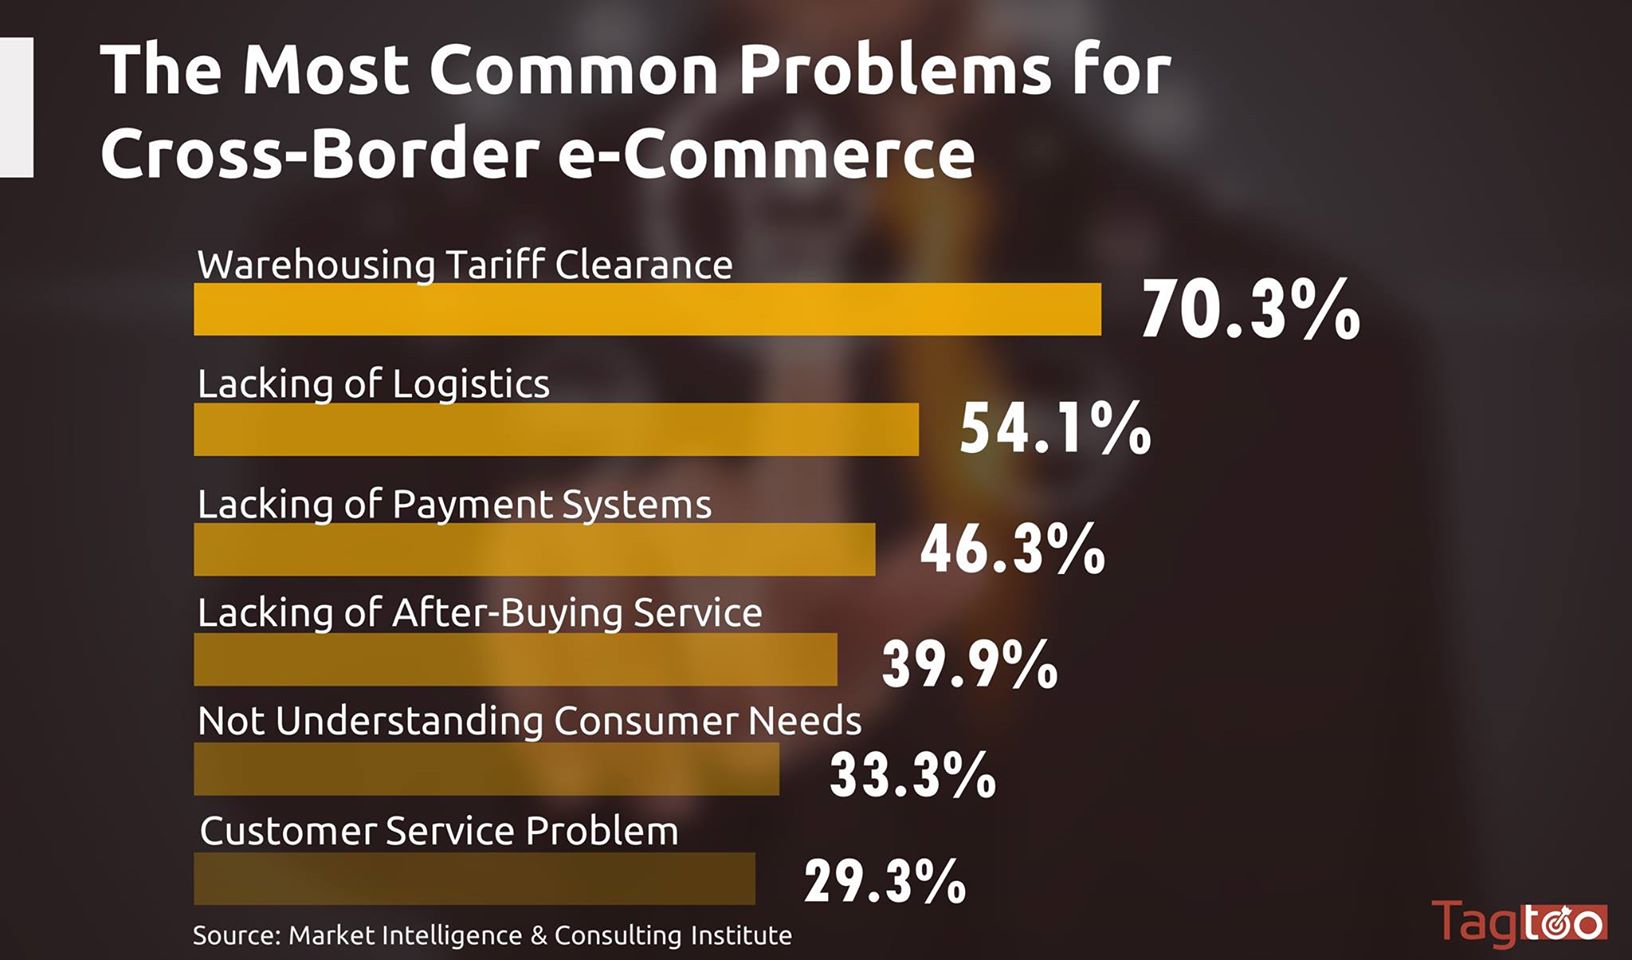 The Most Common Problems for
Cross-Border e-Commerce
Warehousing Tariff Clearance
70.3%
Lacking of Logistics
54.1%
Lacking of Payment Systems
46.3%
Lacking of After-Buying Service
39.9%
Not Understanding Consumer Needs
33.3%
Customer Service Problem
29.3%
Source: Market Intelligence & Consulting Institute
Tagtoo